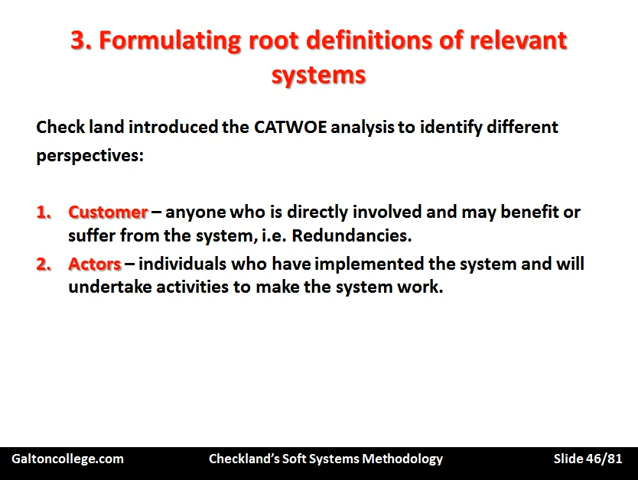 3. Formulating root definitions of relevant
systems
Check land introduced the CATWOE analysis to identify different
perspectives:
1. Customer – anyone who is directly involved and may benefit or
suffer from the system, i.e. Redundancies.
2. Actors – individuals who have implemented the system and will
undertake activities to make the system work.
Galtoncollege.com Checkland's Soft Systems Methodology Slide 46/81